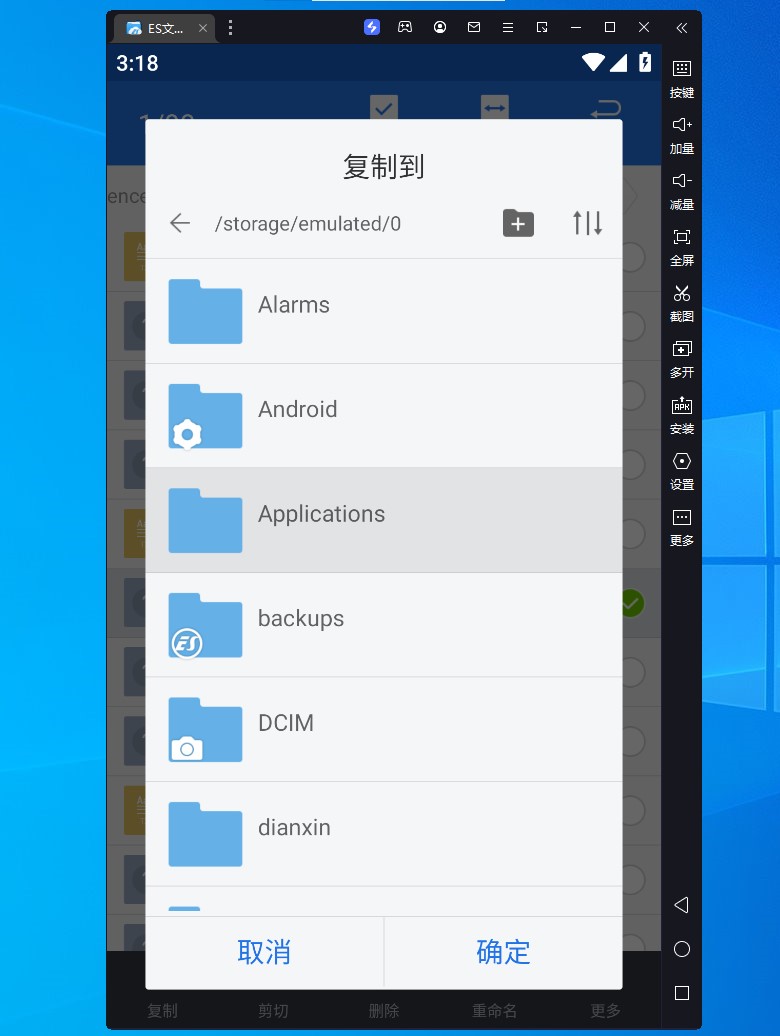 ES文...
3:18
复制到
ence
/storage/emulated/0
Alarms
Android
Applications
backups
ES
DCIM
dianxin
取消
确定
复制
剪切
删除
重命名
更多
按键
加量
减量
全屏
截图
多开
APK
安装
设置
更多